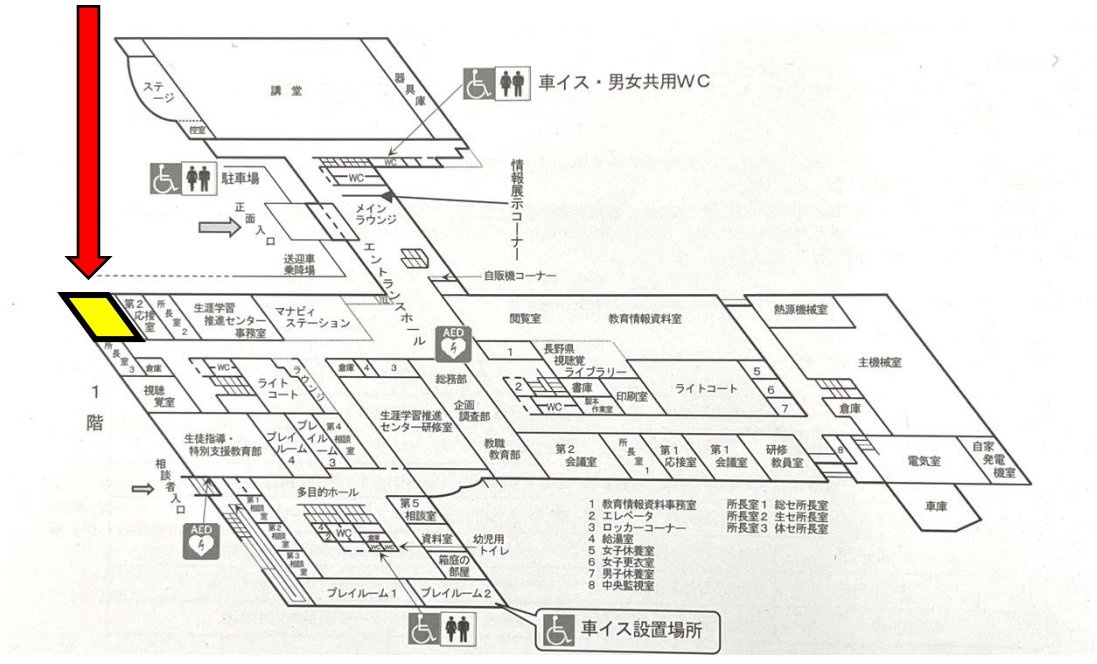 ステージ
講堂
器具庫
控室
車イス・男女共用WC
WC
WC
駐車場
情報展示コーナー
正面入口
メインラウンジ
エントランスホール
送迎車
乗降場
自販機コーナー
第2応接室
所長室2
生涯学習
推進センター
事務室
マナビィ
ステーション
閲覧室
教育情報資料室
熱源機械室
主機械室
AED
所長室3
倉庫
WC
ライト
コート
ラウンジ
倉庫
4
3
総務部
1
長野県
視聴覚
ライブラリー
2
書庫
製本
作業室
WC
印刷室
ライトコート
5
6
7
倉庫
1階
視聴
覚室
生涯学習推進
センター研修室
企画・
調査部
生徒指導・
特別支援教育部
プレイ
ルーム
4
プレイ
ルーム
3
第4
相談室
教職
教育部
第2
会議室
所長室1
第1
応接室
第1
会議室
研修
教員室
8
電気室
自家発電機室
車庫
相談者入口
AED
第1
相談室
第2
相談室
第3
相談室
多目的ホール
4
2
WC
倉庫
WC
WC
第5
相談室
資料室
幼児用
トイレ
箱庭の
部屋
プレイルーム1
プレイルーム2
車イス設置場所
1 教育情報資料事務室
2 エレベータ
3 ロッカーコーナー
4 給湯室
5 女子休養室
6 女子更衣室
7 男子休養室
8 中央監視室
所長室1 総セ所長室
所長室2 生セ所長室
所長室3 体セ所長室